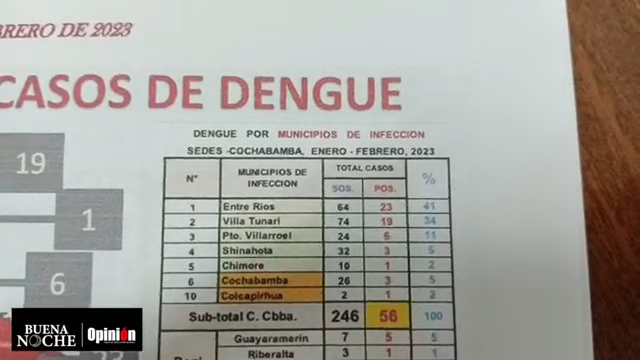 BRERO DE 2023
CASOS DE DENGUE
19
1
6
DENGUE POR MUNICIPIOS DE INFECCION
SEDES -COCHABAMBA, ENERO - FEBRERO, 2023
N° MUNICIPIOS DE INFECCION TOTAL CASOS %
SOS. POS.
1 Entre Rios 64 23 41
2 Villa Tunari 74 19 34
3 Pto. Villarroel 24 6 11
4 Shinahota 32 3 5
5 Chimore 10 1 2
6 Cochabamba 26 3 5
10 Colcapirhua 2 1 2
Sub-total C. Cbba. 246 56 100
Guayaramerin 7 5 5
Riberalta 3 1 1
BUENA NOCHE
Opinión